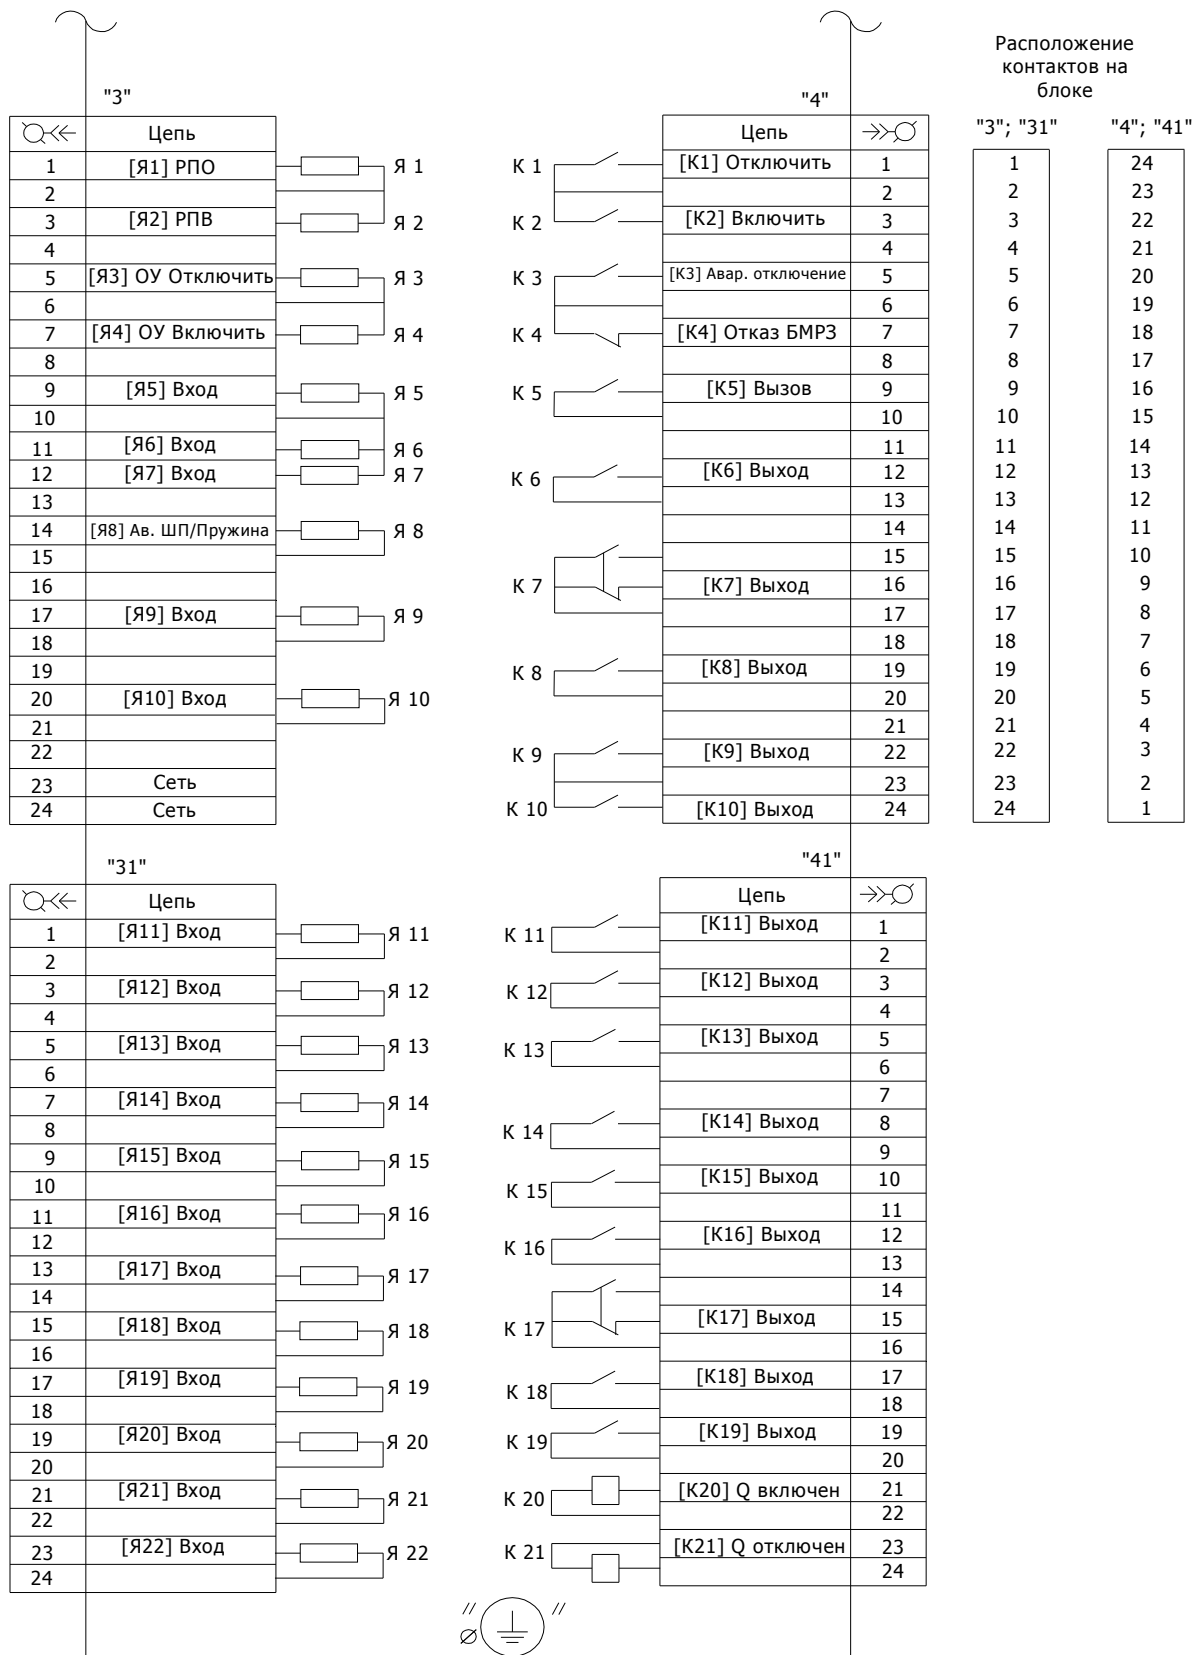 Расположение
контактов на
блоке
"3"; "31" "4"; "41"
1 24
2 23
3 22
4 21
5 20
6 19
7 18
8 17
9 16
10 15
11 14
12 13
13 12
14 11
15 10
16 9
17 8
18 7
19 6
20 5
21 4
22 3
23 2
24 1
"3"
Цепь
1 [Я1] РПО Я 1
2
3 [Я2] РПВ Я 2
4
5 [Я3] ОУ Отключить Я 3
6
7 [Я4] ОУ Включить Я 4
8
9 [Я5] Вход Я 5
10
11 [Я6] Вход Я 6
12 [Я7] Вход Я 7
13
14 [Я8] Ав. ШП/Пружина Я 8
15
16
17 [Я9] Вход Я 9
18
19
20 [Я10] Вход Я 10
21
22
23 Сеть
24 Сеть
"4"
Цепь
К 1 [К1] Отключить 1
2
К 2 [К2] Включить 3
4
К 3 [К3] Авар. отключение 5
6
К 4 [К4] Отказ БМРЗ 7
8
К 5 [К5] Вызов 9
10
11
К 6 [К6] Выход 12
13
14
15
К 7 [К7] Выход 16
17
18
К 8 [К8] Выход 19
20
21
К 9 [К9] Выход 22
23
К 10 [К10] Выход 24
"31"
Цепь
1 [Я11] Вход Я 11
2
3 [Я12] Вход Я 12
4
5 [Я13] Вход Я 13
6
7 [Я14] Вход Я 14
8
9 [Я15] Вход Я 15
10
11 [Я16] Вход Я 16
12
13 [Я17] Вход Я 17
14
15 [Я18] Вход Я 18
16
17 [Я19] Вход Я 19
18
19 [Я20] Вход Я 20
20
21 [Я21] Вход Я 21
22
23 [Я22] Вход Я 22
24
"41"
Цепь
К 11 [К11] Выход 1
2
К 12 [К12] Выход 3
4
К 13 [К13] Выход 5
6
7
К 14 [К14] Выход 8
9
К 15 [К15] Выход 10
11
К 16 [К16] Выход 12
13
14
К 17 [К17] Выход 15
16
К 18 [К18] Выход 17
18
К 19 [К19] Выход 19
20
К 20 [К20] Q включен 21
22
К 21 [К21] Q отключен 23
24